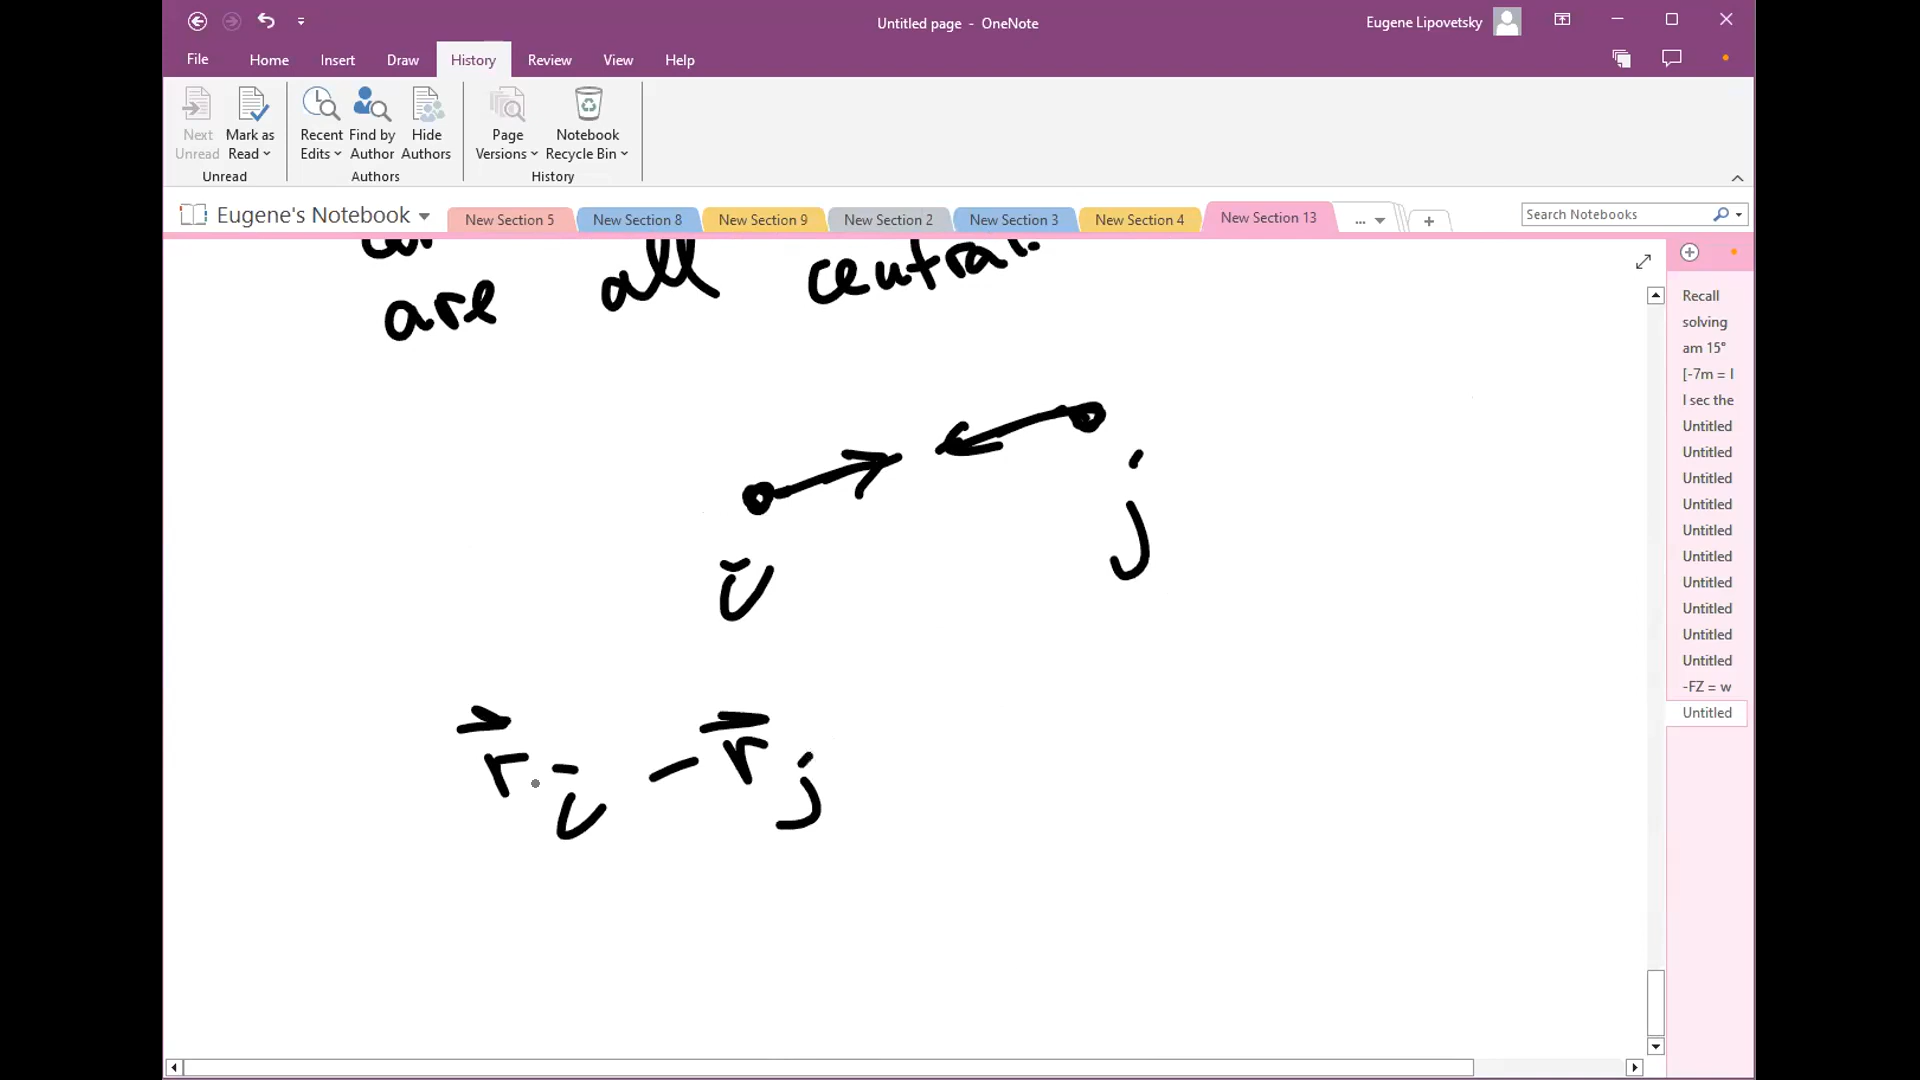 Untitled page - OneNote
Eugene Lipovetsky
File Home Insert Draw History Review View Help
Next Unread
Mark as Read
Recent Edits
Find by Author
Hide Authors
Page Versions
Notebook Recycle Bin
Unread Authors History
Eugene's Notebook
New Section 5 New Section 8 New Section 9 New Section 2 New Section 3 New Section 4 New Section 13 ...
Search Notebooks
are all central.
i j
r⃗ i - r⃗ j
Recall
solving
am 15°
[-7m = l
I sec the
Untitled
Untitled
Untitled
Untitled
Untitled
Untitled
Untitled
Untitled
Untitled
Untitled
-FZ = w
Untitled